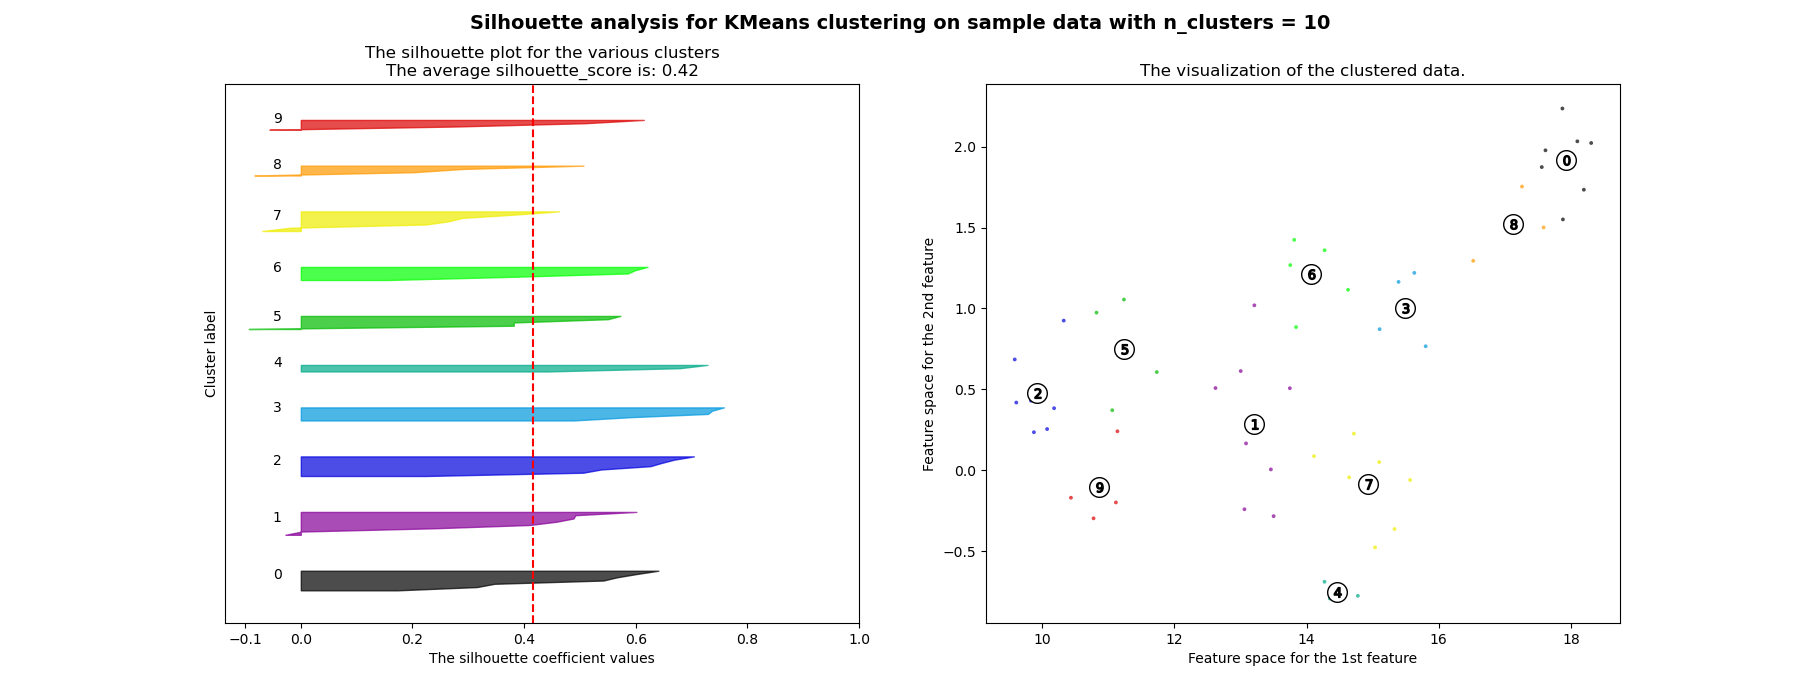 Silhouette analysis for KMeans clustering on sample data with n_clusters = 10
The silhouette plot for the various clusters
The average silhouette_score is: 0.42
9
8
7
6
5
4
3
2
1
0
Cluster label
−0.1 0.0 0.2 0.4 0.6 0.8 1.0
The silhouette coefficient values
The visualization of the clustered data.
2.0
1.5
1.0
0.5
0.0
−0.5
Feature space for the 2nd feature
0
8
6
3
5
2
1
7
9
4
10 12 14 16 18
Feature space for the 1st feature